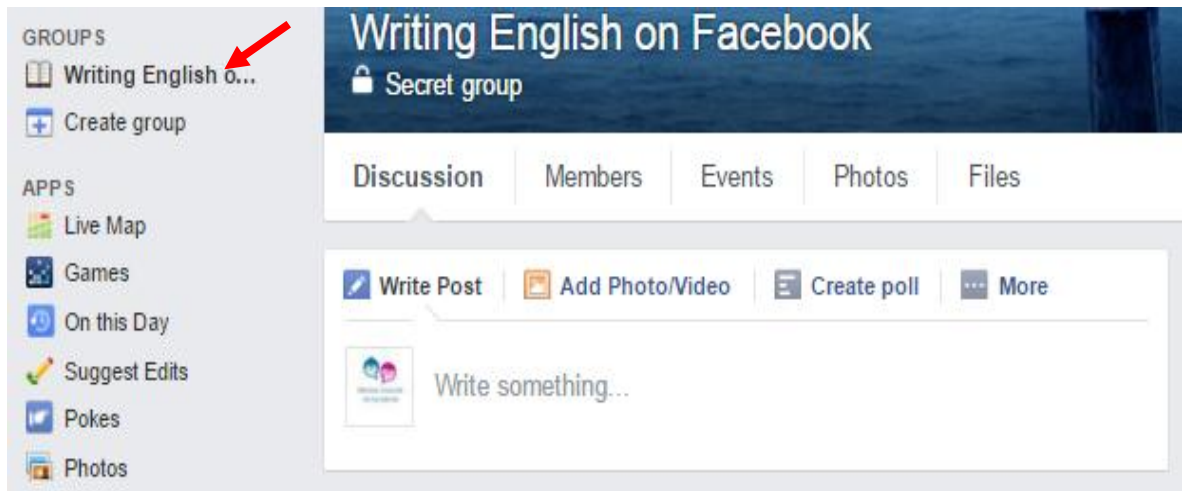 GROUPS
Writing English o...
Create group
APPS
Live Map
Games
On this Day
Suggest Edits
Pokes
Photos
Writing English on Facebook
Secret group
Discussion Members Events Photos Files
Write Post Add Photo/Video Create poll More
Write something...